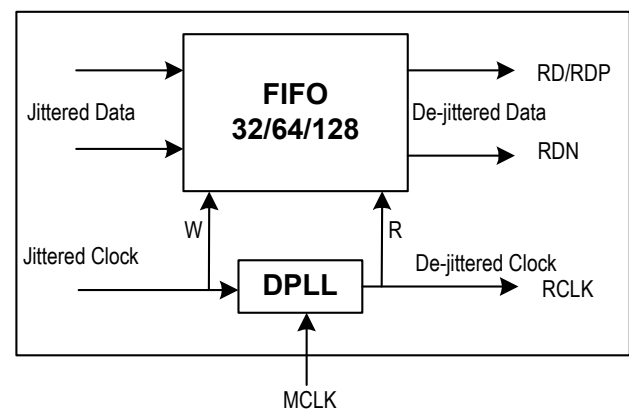 RD/RDP
FIFO
32/64/128
Jittered Data
De-jittered Data
RDN
W
R
Jittered Clock
De-jittered Clock
DPLL
RCLK
MCLK